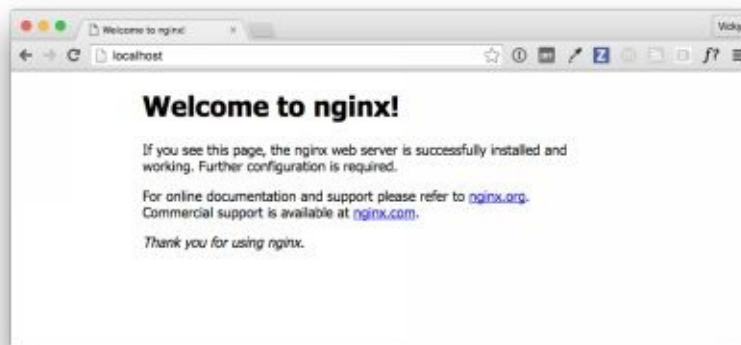 Welcome to nginx!
Vicky
localhost
f?
Welcome to nginx!
If you see this page, the nginx web server is successfully installed and
working. Further configuration is required.
For online documentation and support please refer to nginx.org.
Commercial support is available at nginx.com.
Thank you for using nginx.